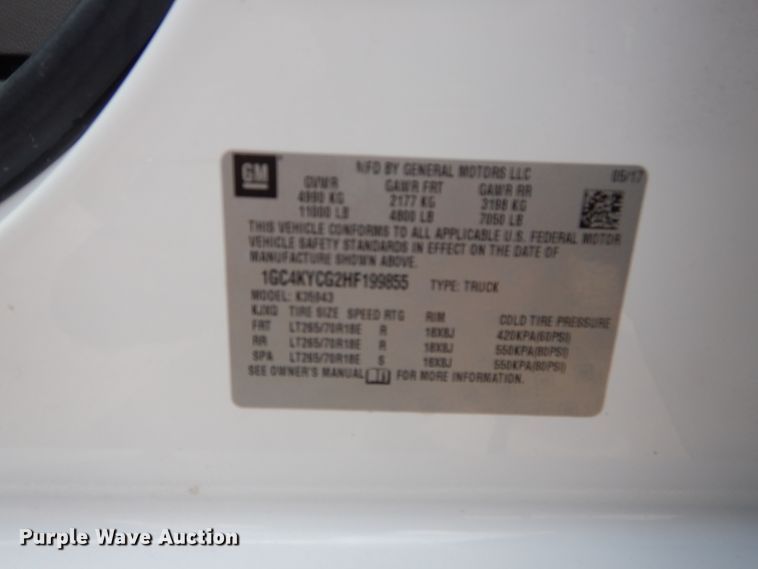 GM
MFD BY GENERAL MOTORS LLC 05/17
GVWR GAWR FRT GAWR RR
4990 KG 2177 KG 3198 KG
11000 LB 4800 LB 7050 LB
THIS VEHICLE CONFORMS TO ALL APPLICABLE U.S. FEDERAL MOTOR
VEHICLE SAFETY STANDARDS IN EFFECT ON THE DATE OF
MANUFACTURE SHOWN ABOVE.
1GC4KYCG2HF199855 TYPE: TRUCK
MODEL: K35943
KJXQ TIRE SIZE SPEED RTG RIM COLD TIRE PRESSURE
FRT LT265/70R18E R 18X8J 420KPA(60PSI)
RR LT265/70R18E R 18X8J 550KPA(80PSI)
SPA LT265/70R18E S 18X8J 550KPA(80PSI)
SEE OWNER'S MANUAL FOR MORE INFORMATION.
Purple Wave Auction